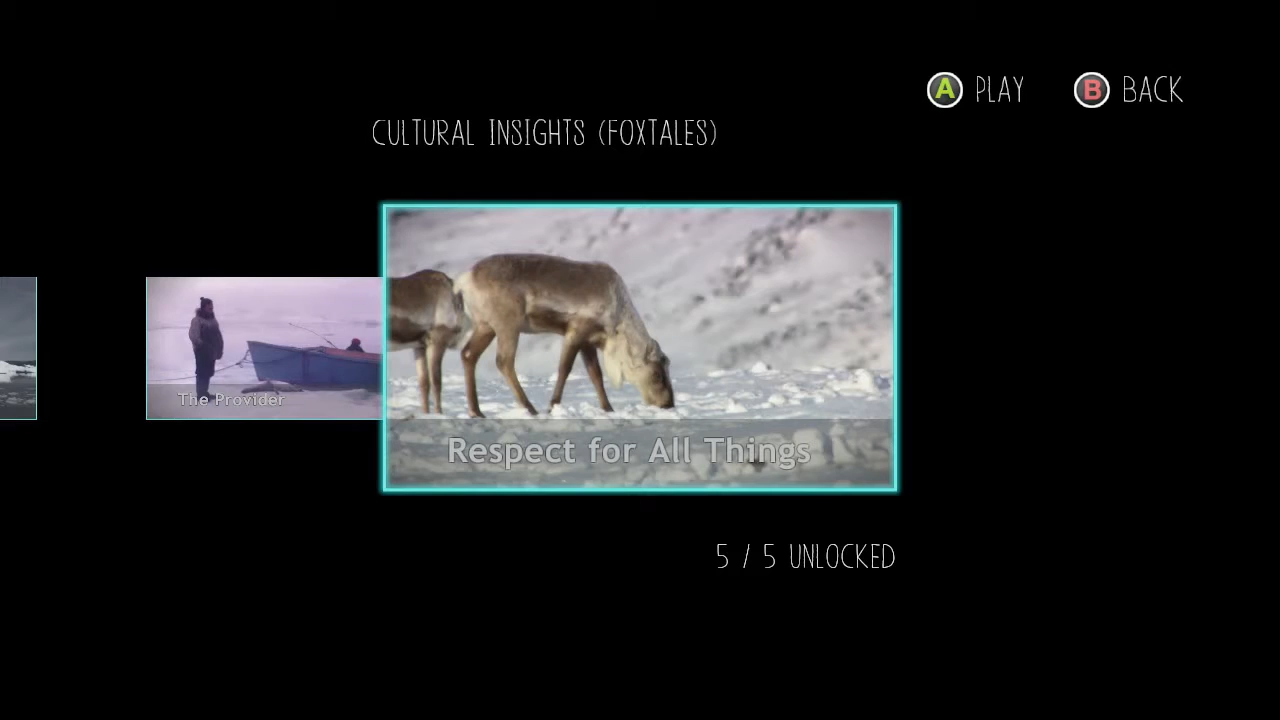 A PLAY B BACK
CULTURAL INSIGHTS (FOXTALES)
The Provider
Respect for All Things
5 / 5 UNLOCKED